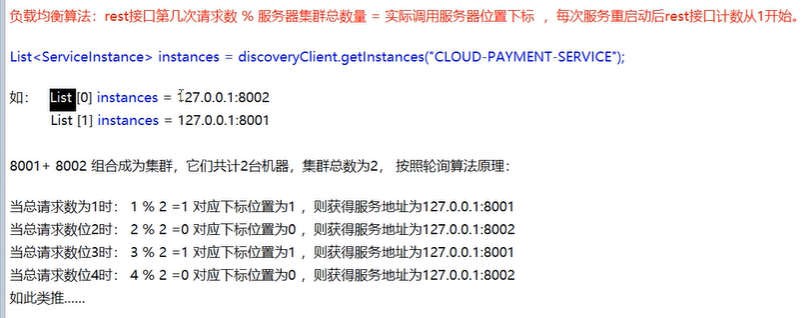 负载均衡算法：rest接口第几次请求数 % 服务器集群总数量 = 实际调用服务器位置下标 ，每次服务重启动后rest接口计数从1开始。
List<ServiceInstance> instances = discoveryClient.getInstances("CLOUD-PAYMENT-SERVICE");
如： List [0] instances = 127.0.0.1:8002
List [1] instances = 127.0.0.1:8001
8001+ 8002 组合成为集群，它们共计2台机器，集群总数为2， 按照轮询算法原理：
当总请求数为1时： 1 % 2 =1 对应下标位置为1 ，则获得服务地址为127.0.0.1:8001
当总请求数位2时： 2 % 2 =0 对应下标位置为0 ，则获得服务地址为127.0.0.1:8002
当总请求数位3时： 3 % 2 =1 对应下标位置为1 ，则获得服务地址为127.0.0.1:8001
当总请求数位4时： 4 % 2 =0 对应下标位置为0 ，则获得服务地址为127.0.0.1:8002
如此类推......